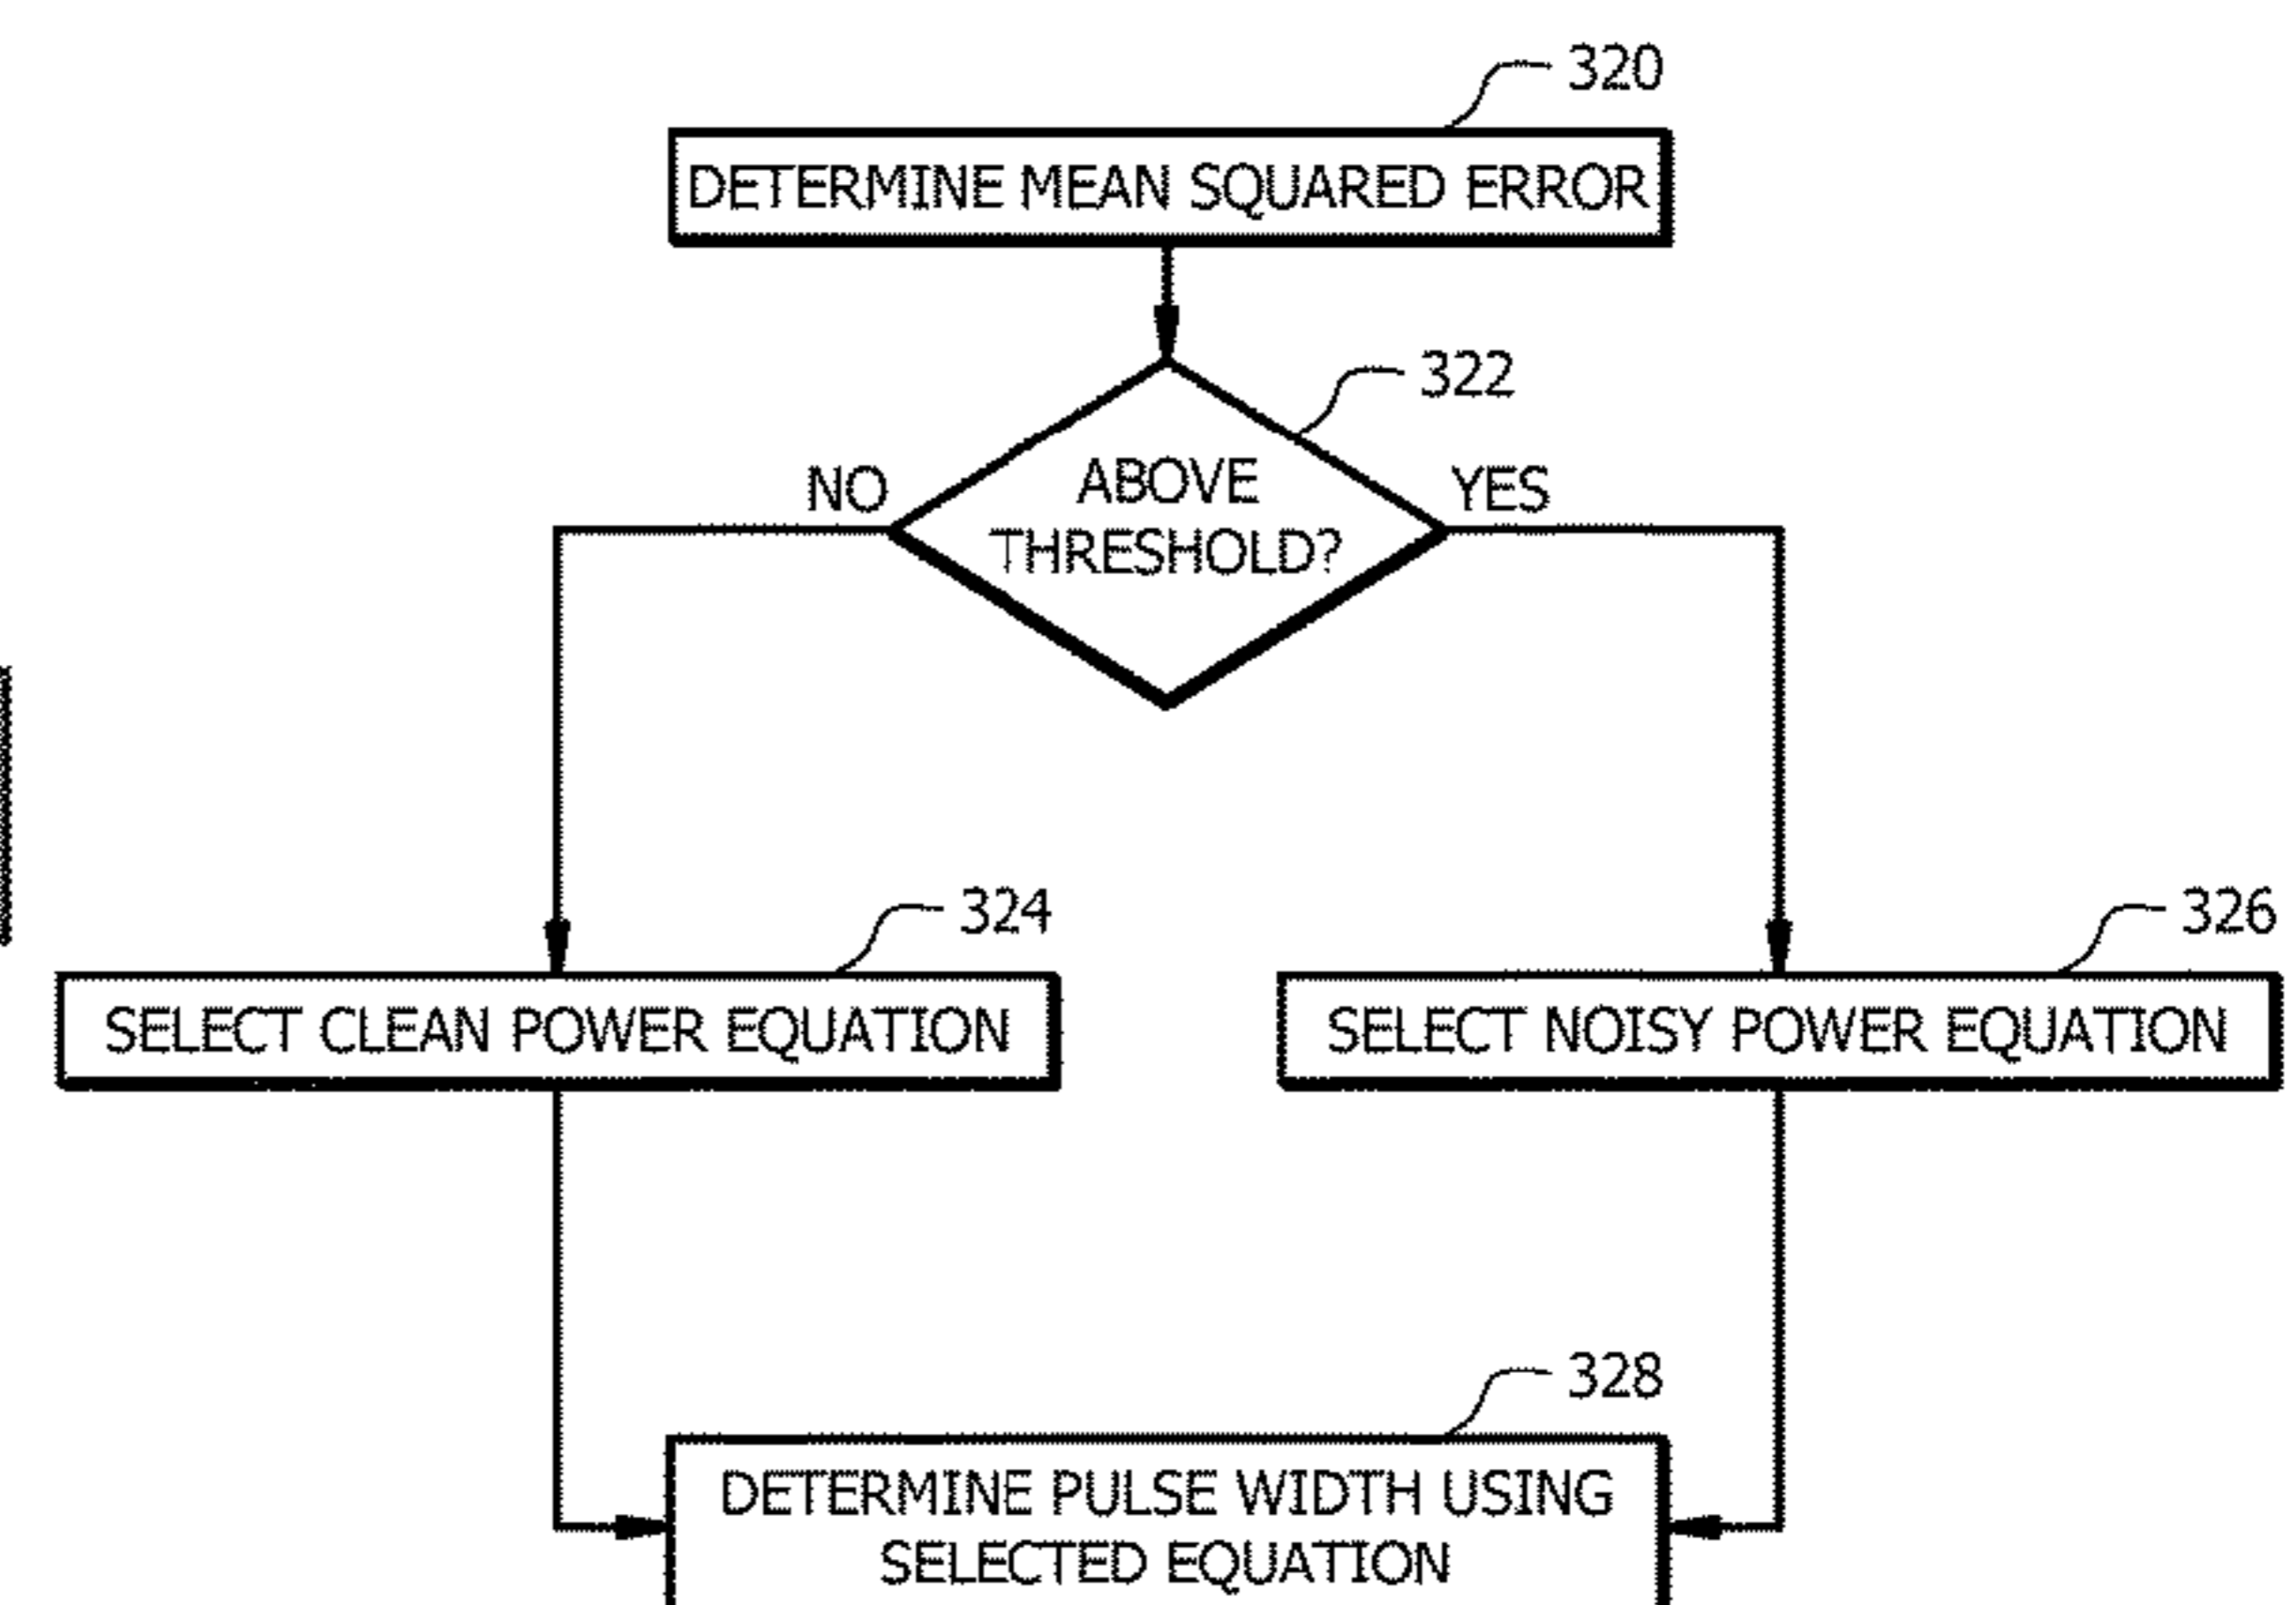 320
DETERMINE MEAN SQUARED ERROR
322
NO
ABOVE
THRESHOLD?
YES
324
326
SELECT CLEAN POWER EQUATION
SELECT NOISY POWER EQUATION
328
DETERMINE PULSE WIDTH USING
SELECTED EQUATION